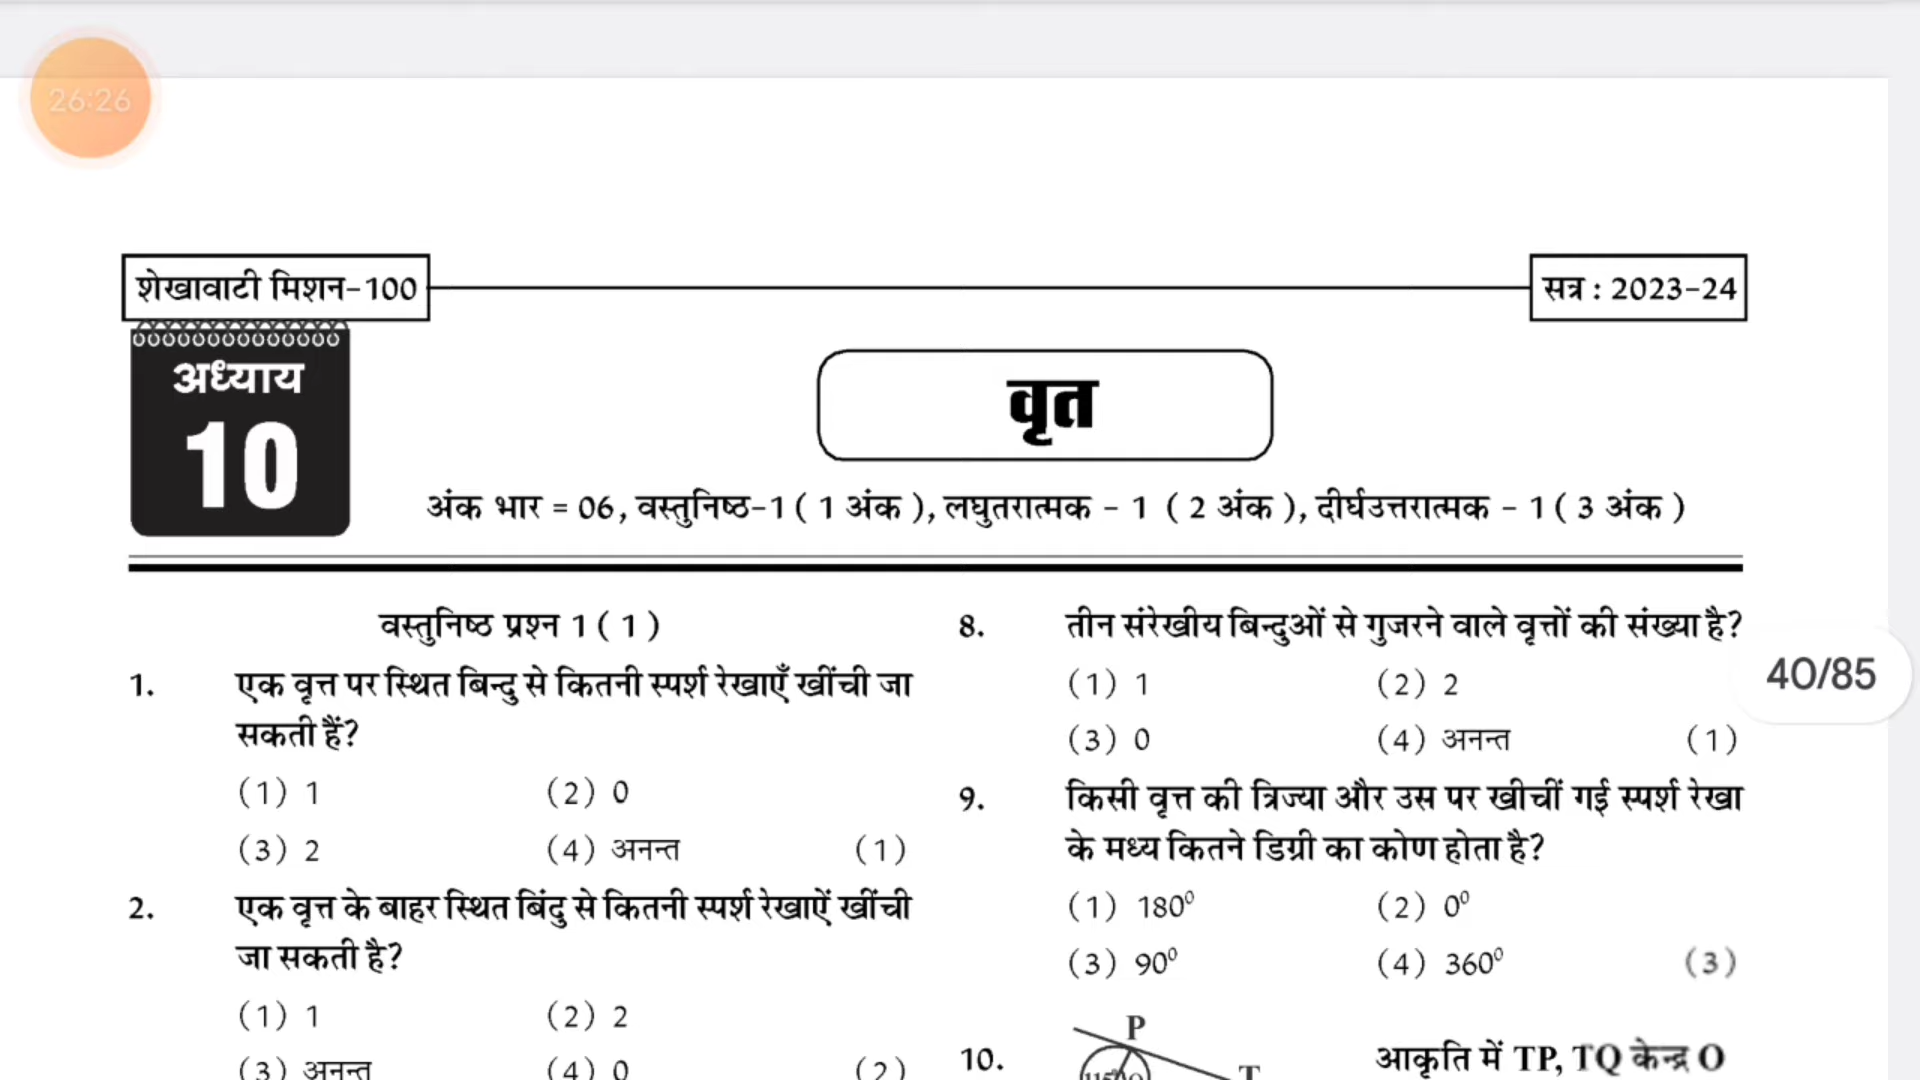 26:26
शेखावाटी मिशन-100
सत्र : 2023-24
अध्याय
10
वृत
अंक भार = 06, वस्तुनिष्ठ-1 ( 1 अंक ), लघुतरात्मक - 1 ( 2 अंक ), दीर्घउत्तरात्मक - 1 ( 3 अंक )
वस्तुनिष्ठ प्रश्न 1 ( 1 )
1. एक वृत्त पर स्थित बिन्दु से कितनी स्पर्श रेखाएँ खींची जा
सकती हैं?
(1) 1 (2) 0
(3) 2 (4) अनन्त (1)
2. एक वृत्त के बाहर स्थित बिंदु से कितनी स्पर्श रेखाऐं खींची
जा सकती है?
(1) 1 (2) 2
(3) अनन्त (4) 0 (2)
8. तीन संरेखीय बिन्दुओं से गुजरने वाले वृत्तों की संख्या है?
(1) 1 (2) 2
(3) 0 (4) अनन्त (1)
9. किसी वृत्त की त्रिज्या और उस पर खीचीं गई स्पर्श रेखा
के मध्य कितने डिग्री का कोण होता है?
(1) 180⁰ (2) 0⁰
(3) 90⁰ (4) 360⁰ (3)
10. आकृति में TP, TQ केन्द्र O
P
T
40/85